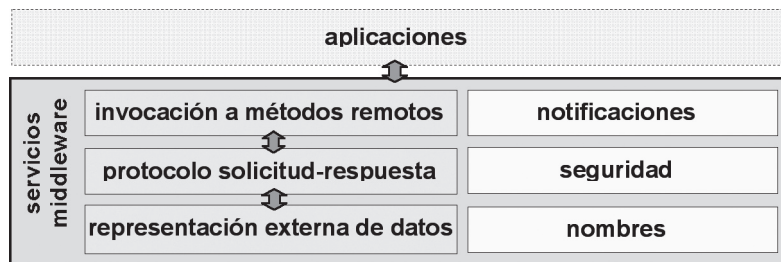 aplicaciones
servicios
middleware
invocación a métodos remotos
notificaciones
protocolo solicitud-respuesta
seguridad
representación externa de datos
nombres